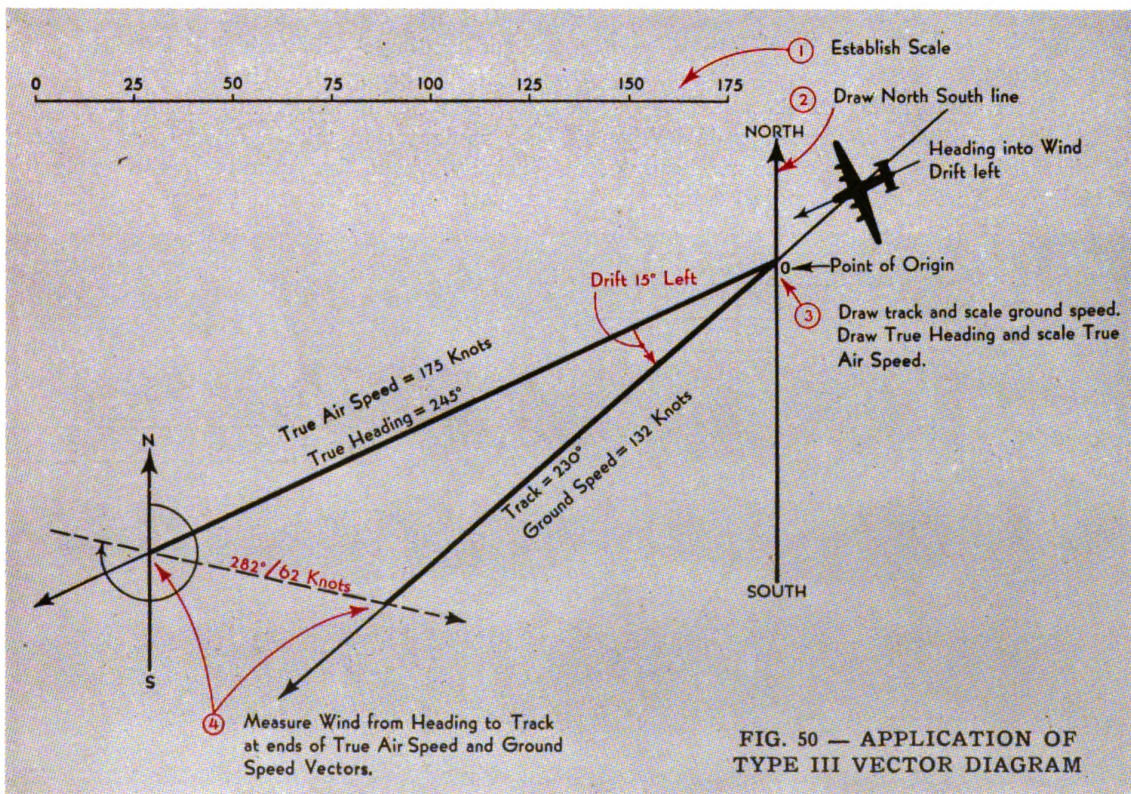 1 Establish Scale
0 25 50 75 100 125 150 175
2 Draw North South line
NORTH
Heading into Wind
Drift left
0
Point of Origin
Drift 15° Left
3 Draw track and scale ground speed.
Draw True Heading and scale True
Air Speed.
True Air Speed = 175 Knots
True Heading = 245°
Track = 230°
Ground Speed = 132 Knots
N
282°/62 Knots
SOUTH
S
4 Measure Wind from Heading to Track
at ends of True Air Speed and Ground
Speed Vectors.
FIG. 50 — APPLICATION OF
TYPE III VECTOR DIAGRAM